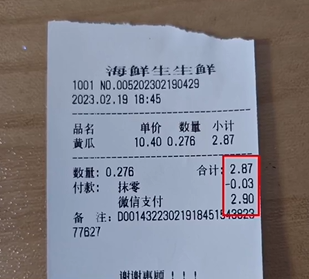 海鲜生生鲜
1001 NO.005202302190429
2023.02.19 18:45
品名 单价 数量 小计
黄瓜 10.40 0.276 2.87
数量: 0.276 合计: 2.87
付款: 抹零 -0.03
微信支付 2.90
备 注: D001432230219184515
77627
谢谢惠顾!!!